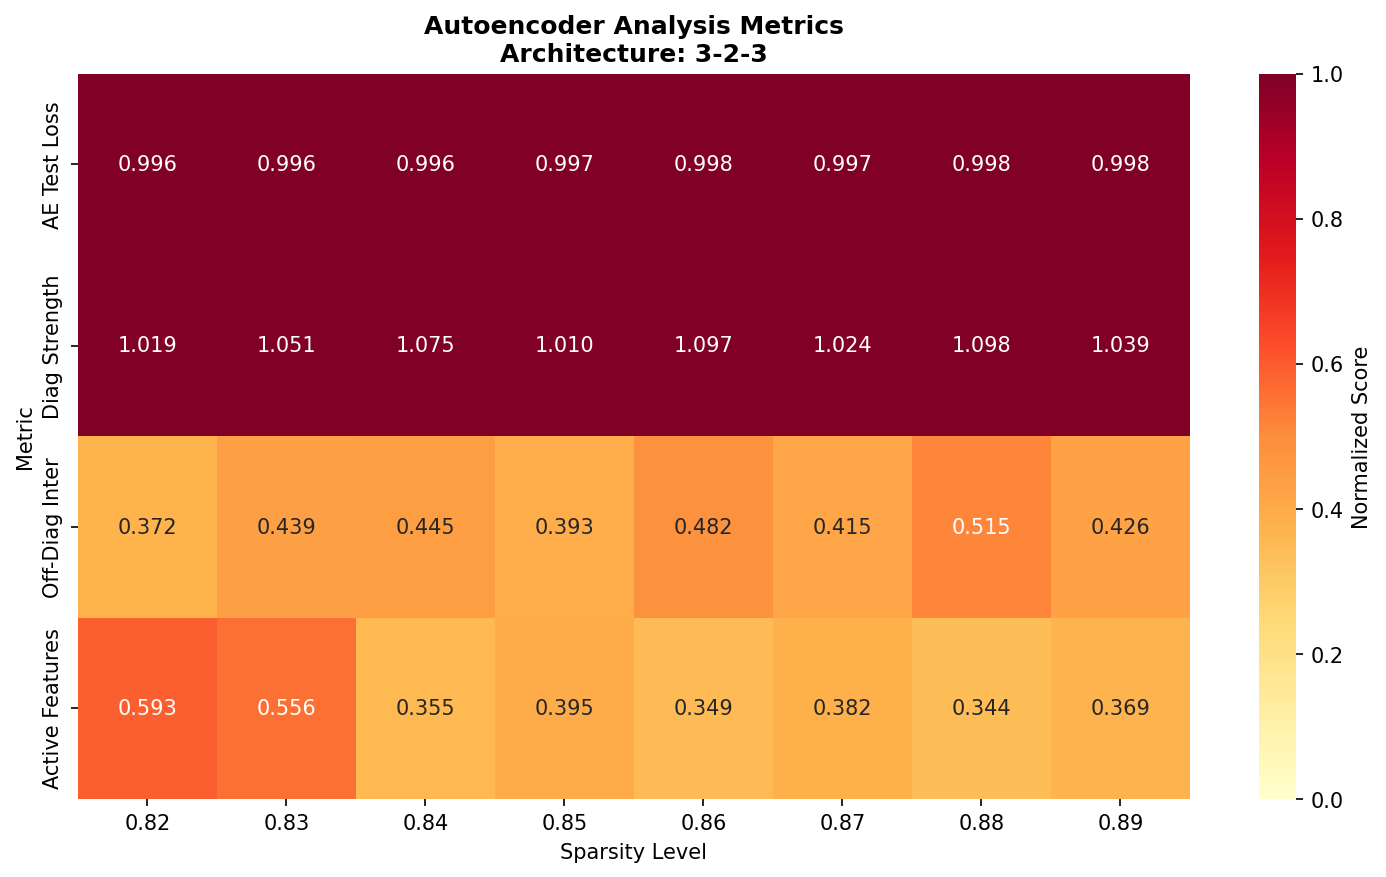 Autoencoder Analysis Metrics
Architecture: 3-2-3
Metric
AE Test Loss
0.996 0.996 0.996 0.997 0.998 0.997 0.998 0.998
Diag Strength
1.019 1.051 1.075 1.010 1.097 1.024 1.098 1.039
Off-Diag Inter
0.372 0.439 0.445 0.393 0.482 0.415 0.515 0.426
Active Features
0.593 0.556 0.355 0.395 0.349 0.382 0.344 0.369
0.82 0.83 0.84 0.85 0.86 0.87 0.88 0.89
Sparsity Level
1.0
0.8
0.6
0.4
0.2
0.0
Normalized Score